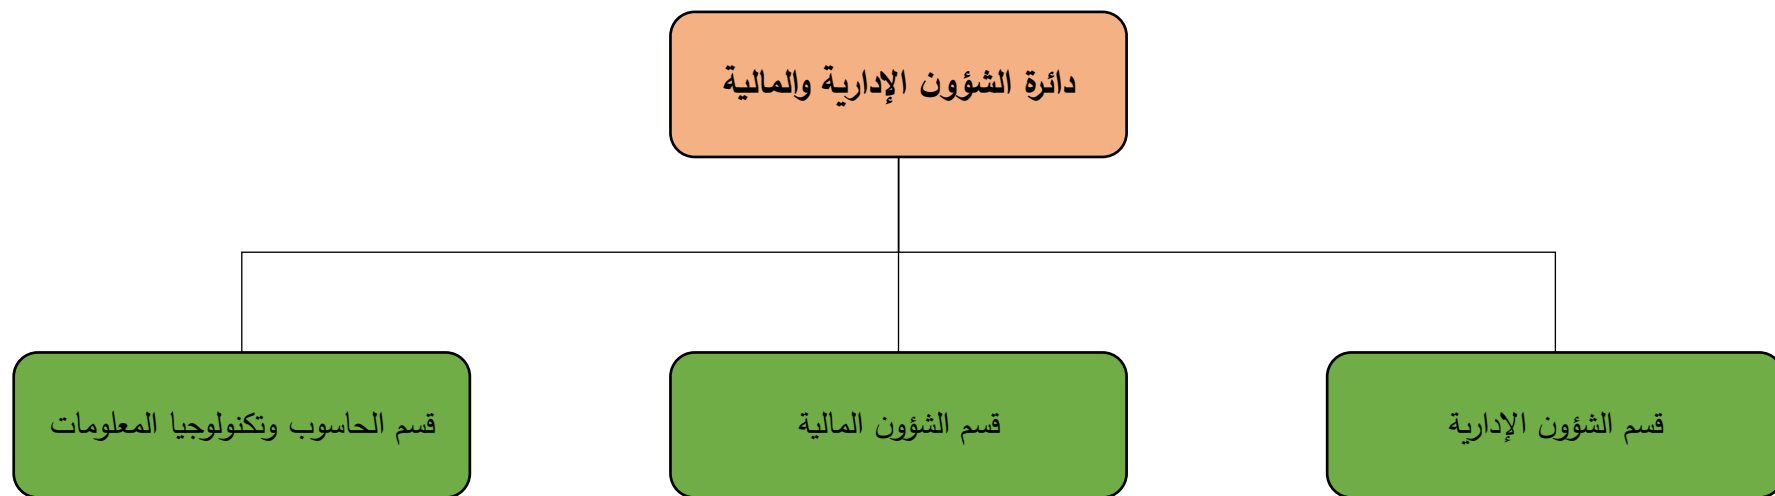 دائرة الشؤون الإدارية والمالية
قسم الشؤون الإدارية
قسم الشؤون المالية
قسم الحاسوب وتكنولوجيا المعلومات